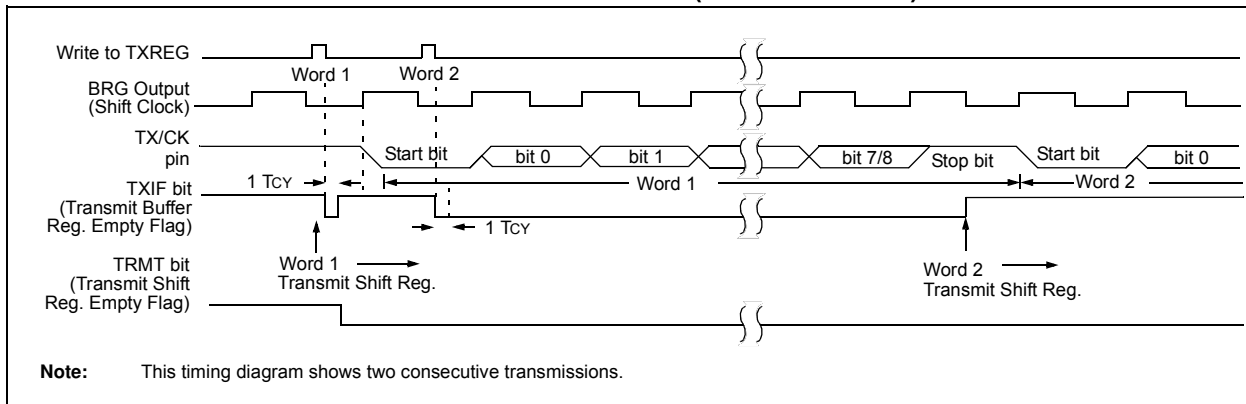 Write to TXREG
Word 1
Word 2
BRG Output
(Shift Clock)
TX/CK
pin
Start bit
bit 0
bit 1
bit 7/8
Stop bit
Start bit
bit 0
1 TCY
Word 1
Word 2
TXIF bit
(Transmit Buffer
Reg. Empty Flag)
1 TCY
Word 1
Transmit Shift Reg.
Word 2
Transmit Shift Reg.
TRMT bit
(Transmit Shift
Reg. Empty Flag)
Note: This timing diagram shows two consecutive transmissions.